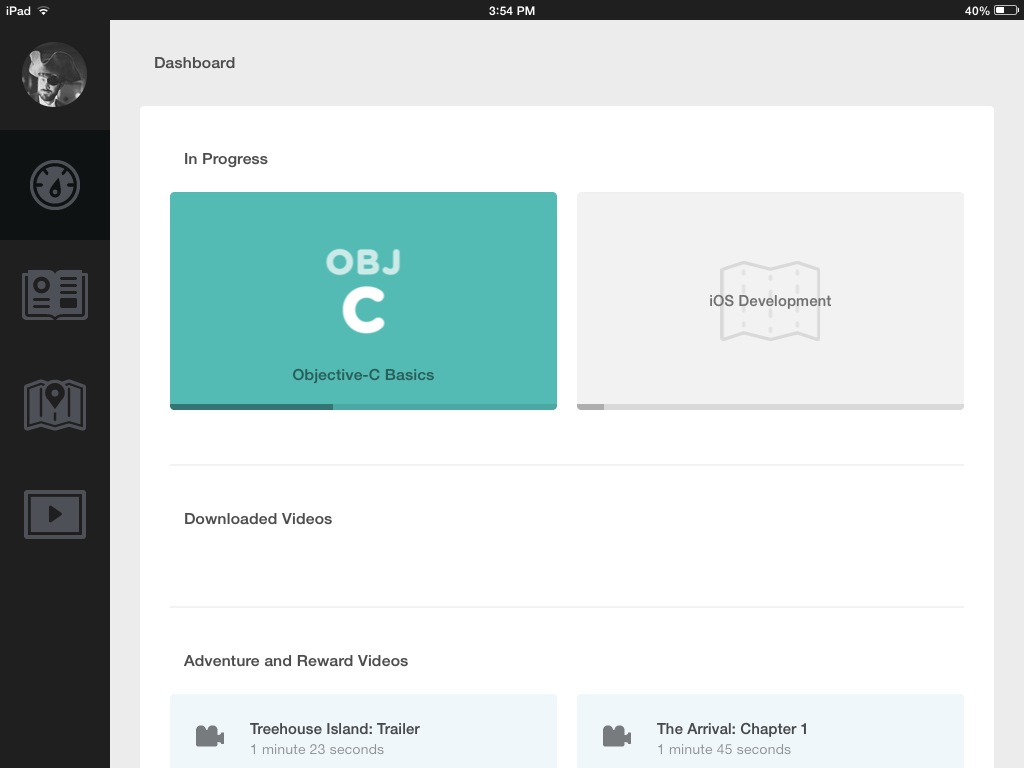 iPad
3:54 PM
40%
Dashboard
In Progress
OBJ
C
Objective-C Basics
iOS Development
Downloaded Videos
Adventure and Reward Videos
Treehouse Island: Trailer
1 minute 23 seconds
The Arrival: Chapter 1
1 minute 45 seconds